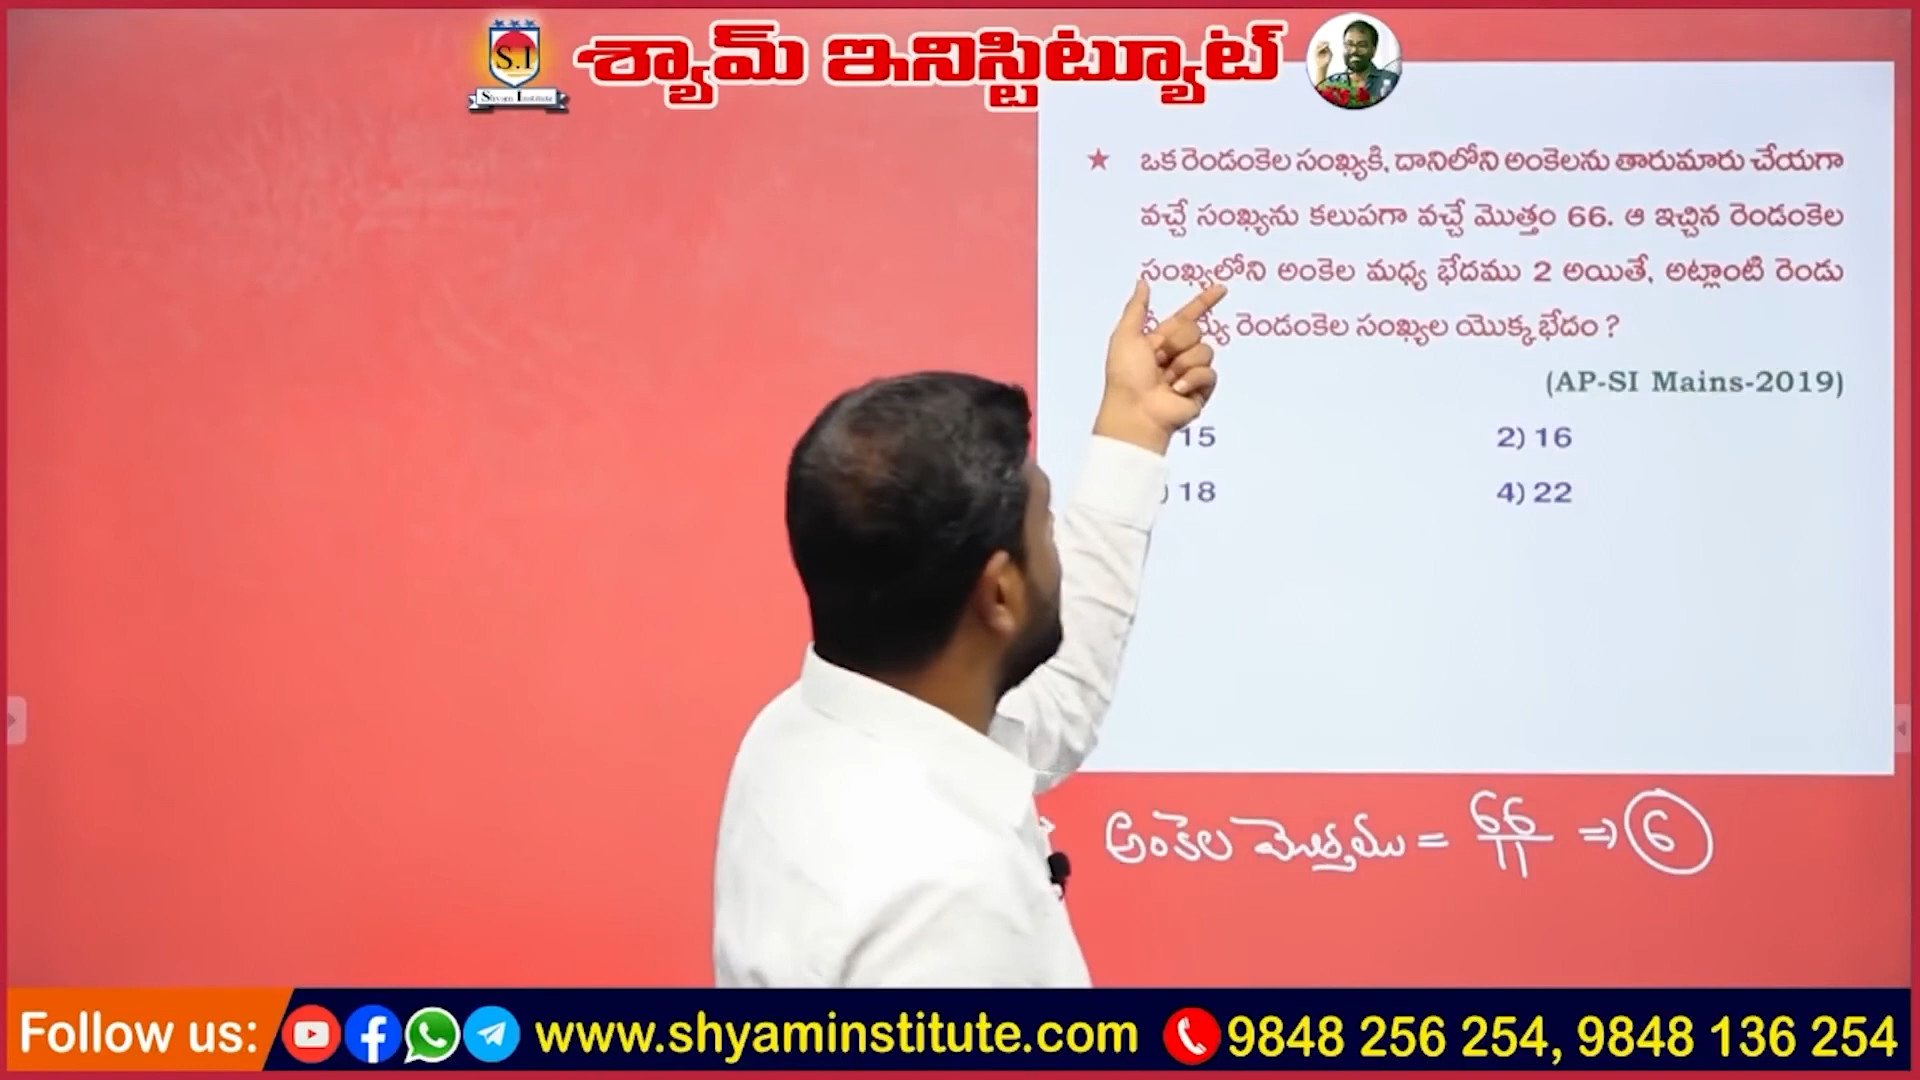 S.I
Shyam Institute
శ్యామ్ ఇనిస్టిట్యూట్
★ ఒక రెండంకెల సంఖ్యకి, దానిలోని అంకెలను తారుమారు చేయగా
వచ్చే సంఖ్యను కలుపగా వచ్చే మొత్తం 66. ఆ ఇచ్చిన రెండంకెల
సంఖ్యలోని అంకెల మధ్య భేదము 2 అయితే, అట్లాంటి రెండు
రెండంకెల సంఖ్యల యొక్క భేదం ?
(AP-SI Mains-2019)
15 2) 16
) 18 4) 22
అంకెల మొత్తము = 66/11 ⇒ 6
Follow us: www.shyaminstitute.com 9848 256 254, 9848 136 254